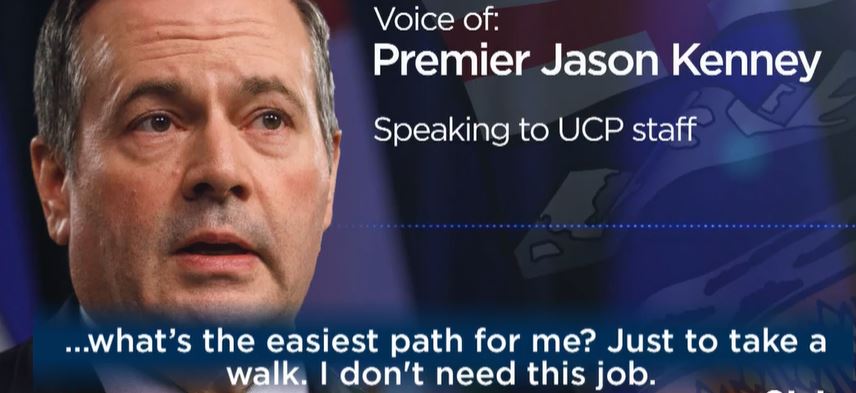 Voice of:
Premier Jason Kenney
Speaking to UCP staff
...what's the easiest path for me? Just to take a
walk. I don't need this job.